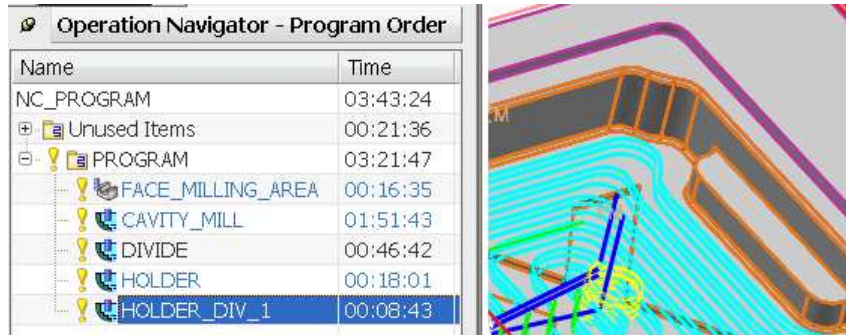 Operation Navigator - Program Order
Name Time
NC_PROGRAM 03:43:24
Unused Items 00:21:36
PROGRAM 03:21:47
FACE_MILLING_AREA 00:16:35
CAVITY_MILL 01:51:43
DIVIDE 00:46:42
HOLDER 00:18:01
HOLDER_DIV_1 00:08:43
M